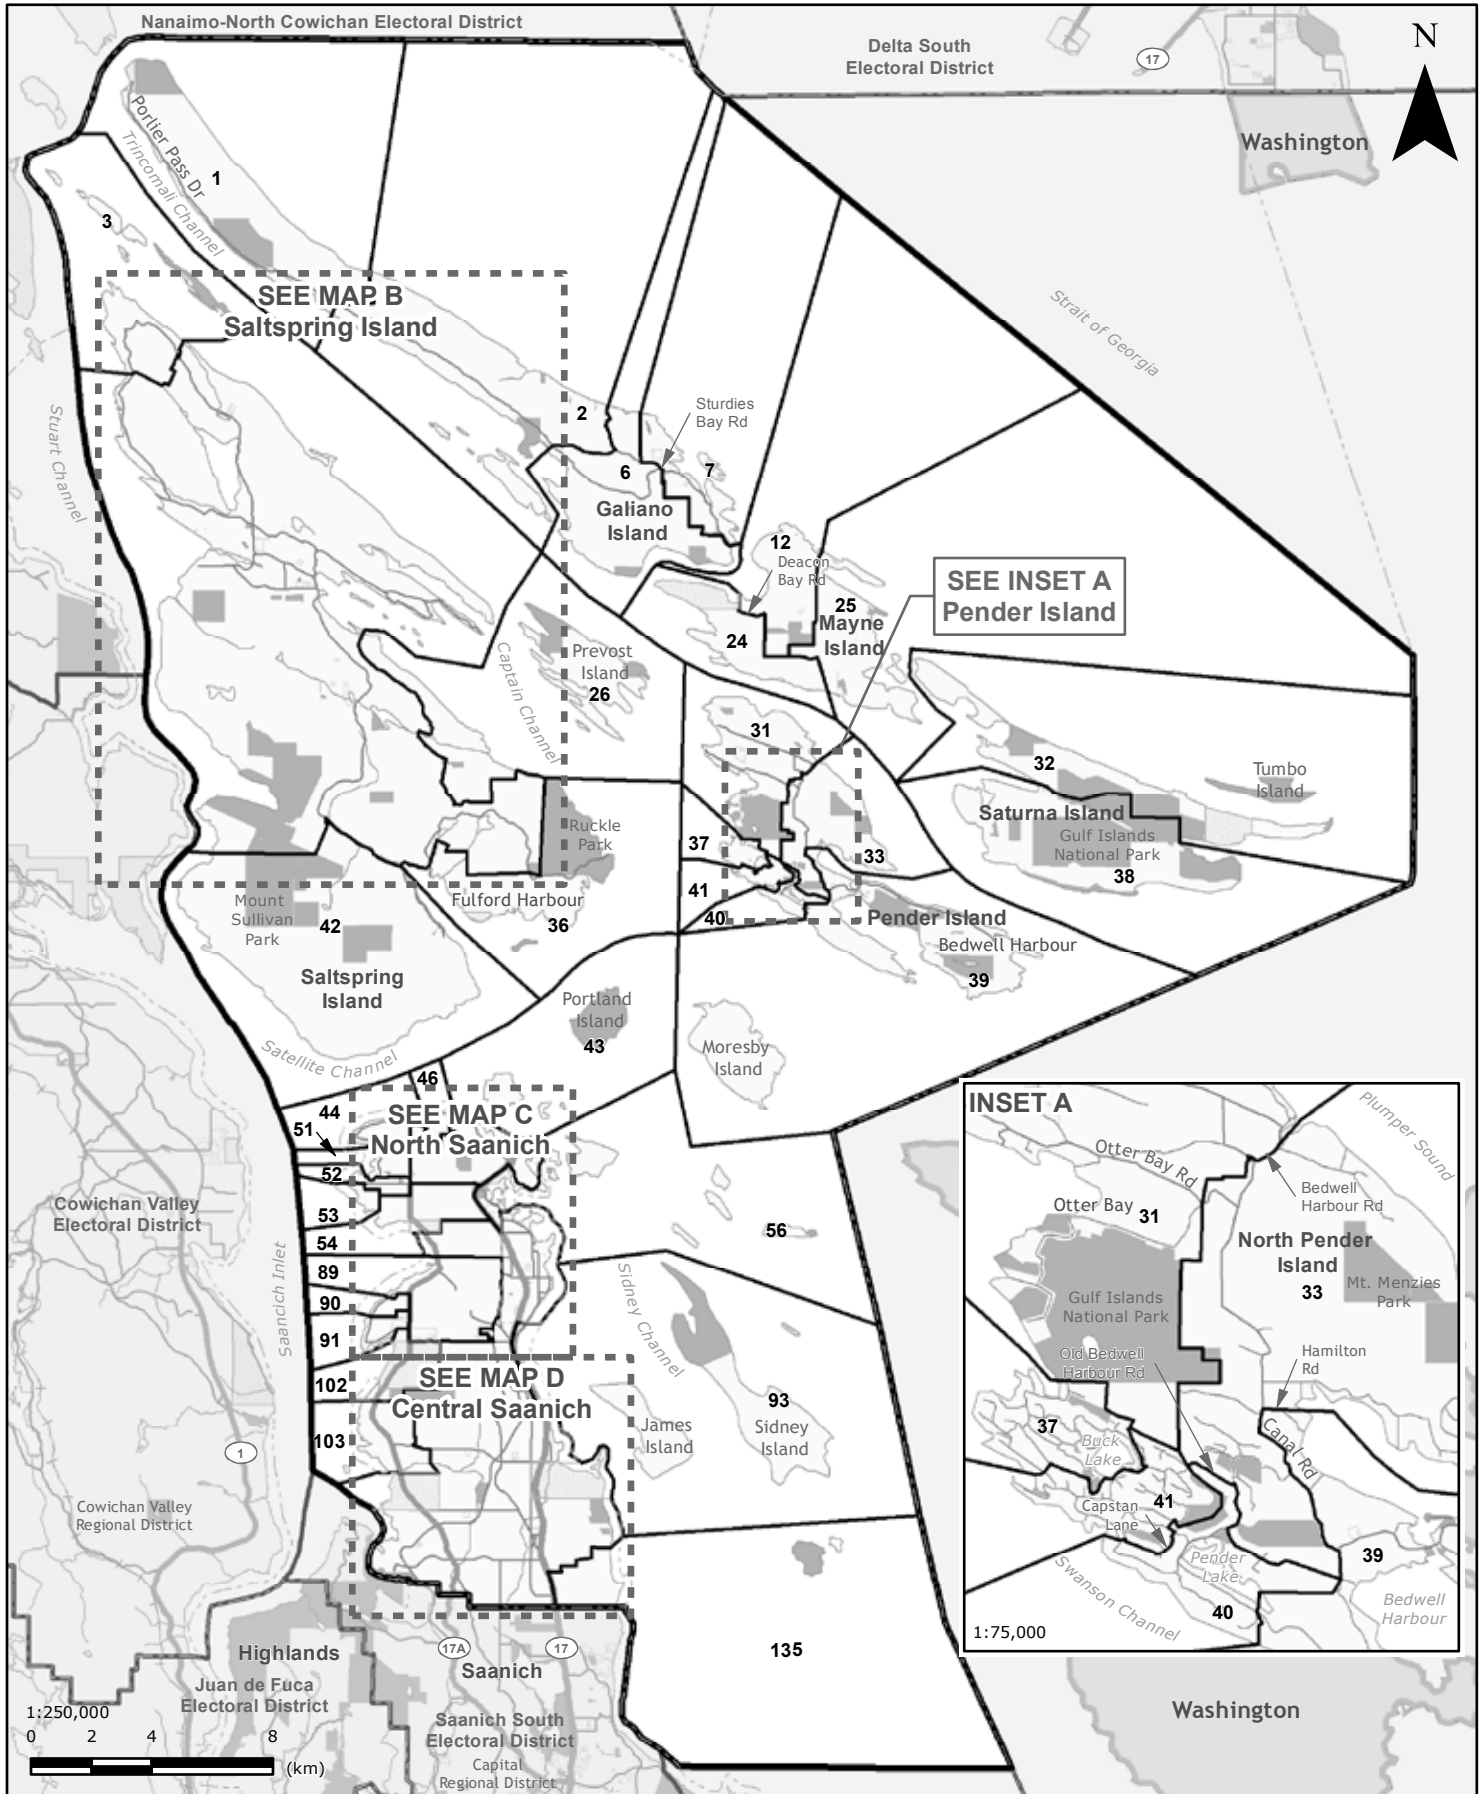 Nanaimo-North Cowichan Electoral District
Delta South
Electoral District
17
N
Washington
Porlier Pass Dr
Trincomali Channel
1
3
SEE MAP B
Saltspring Island
Strait of Georgia
Stuart Channel
2
Sturdies
Bay Rd
6
7
Galiano
Island
12
Deacon
Bay Rd
SEE INSET A
Pender Island
25
Mayne
Island
24
Captain Channel
Prevost
Island
26
31
32
Tumbo
Island
Saturna Island
Gulf Islands
National Park
38
Ruckle
Park
37
33
41
40
Mount
Sullivan
Park
42
Fulford Harbour
36
Pender Island
Bedwell Harbour
39
Saltspring
Island
Portland
Island
43
Moresby
Island
Satellite Channel
46
44
SEE MAP C
North Saanich
51
52
53
54
89
90
91
102
103
Cowichan Valley
Electoral District
Saancich Inlet
56
Sidney Channel
SEE MAP D
Central Saanich
James
Island
93
Sidney
Island
1
Cowichan Valley
Regional District
135
Highlands
Juan de Fuca
Electoral District
17A
17
Saanich
Saanich South
Electoral District
Capital
Regional District
1:250,000
0 2 4 8
(km)
INSET A
Plumper Sound
Otter Bay Rd
Otter Bay
31
Bedwell
Harbour Rd
North Pender
Island
33
Mt. Menzies
Park
Gulf Islands
National Park
Old Bedwell
Harbour Rd
Hamilton
Rd
37
Buck
Lake
Canal Rd
41
Capstan
Lane
Pender
Lake
39
Swanson Channel
40
Bedwell
Harbour
1:75,000
Washington